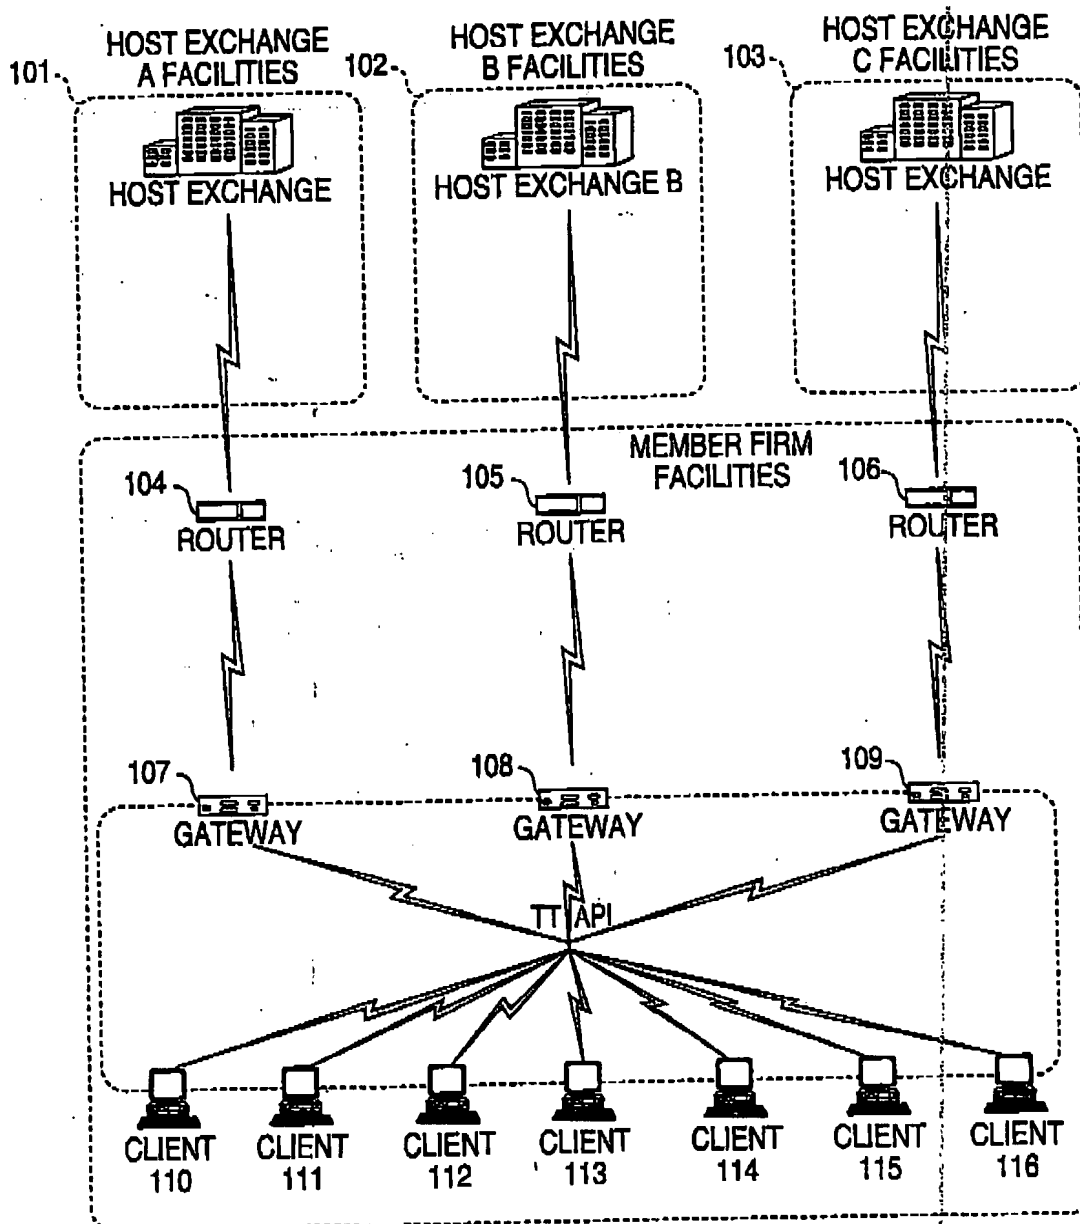 HOST EXCHANGE
A FACILITIES
HOST EXCHANGE
B FACILITIES
HOST EXCHANGE
C FACILITIES
101
102
103
HOST EXCHANGE
HOST EXCHANGE B
HOST EXCHANGE
MEMBER FIRM
FACILITIES
104
105
106
ROUTER
ROUTER
ROUTER
107
108
109
GATEWAY
GATEWAY
GATEWAY
TT API
CLIENT
110
CLIENT
111
CLIENT
112
CLIENT
113
CLIENT
114
CLIENT
115
CLIENT
116